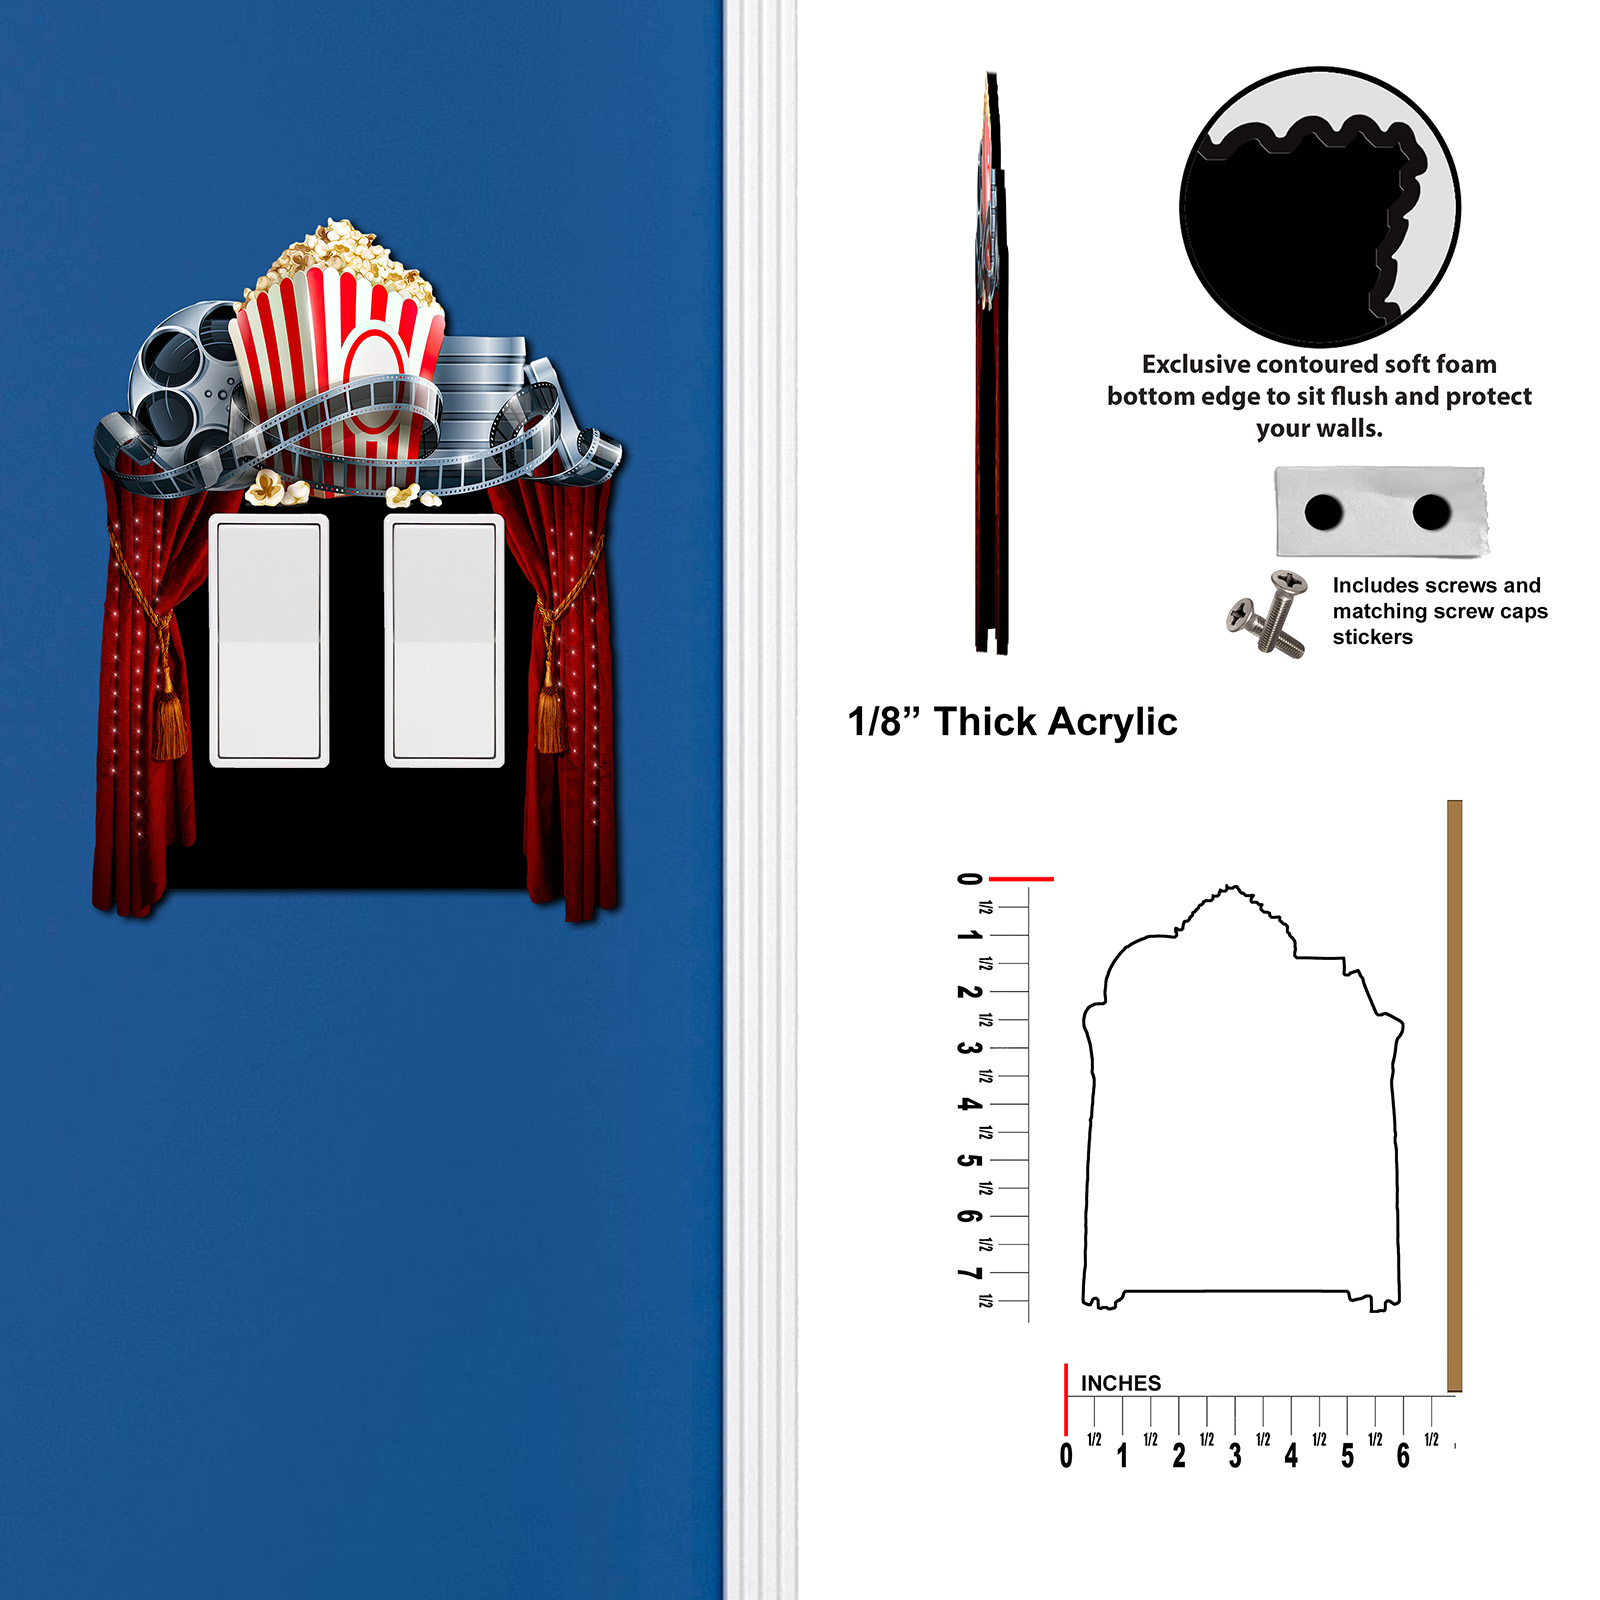 Exclusive contoured soft foam
bottom edge to sit flush and protect
your walls.
Includes screws and
matching screw caps
stickers
1/8” Thick Acrylic
0
1/2
1
1/2
2
1/2
3
1/2
4
1/2
5
1/2
6
1/2
7
1/2
INCHES
0 1/2 1 1/2 2 1/2 3 1/2 4 1/2 5 1/2 6 1/2